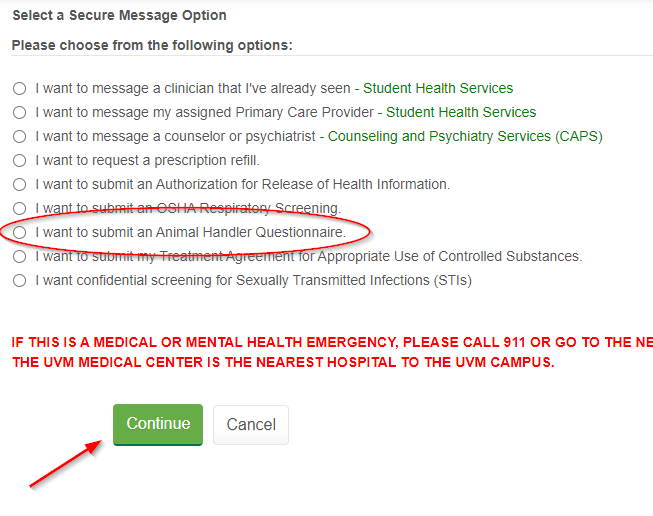 Select a Secure Message Option
Please choose from the following options:
I want to message a clinician that I've already seen - Student Health Services
I want to message my assigned Primary Care Provider - Student Health Services
I want to message a counselor or psychiatrist - Counseling and Psychiatry Services (CAPS)
I want to request a prescription refill.
I want to submit an Authorization for Release of Health Information.
I want to submit an OSHA Respiratory Screening.
I want to submit an Animal Handler Questionnaire.
I want to submit my Treatment Agreement for Appropriate Use of Controlled Substances.
I want confidential screening for Sexually Transmitted Infections (STIs)
IF THIS IS A MEDICAL OR MENTAL HEALTH EMERGENCY, PLEASE CALL 911 OR GO TO THE NE
THE UVM MEDICAL CENTER IS THE NEAREST HOSPITAL TO THE UVM CAMPUS.
Continue Cancel